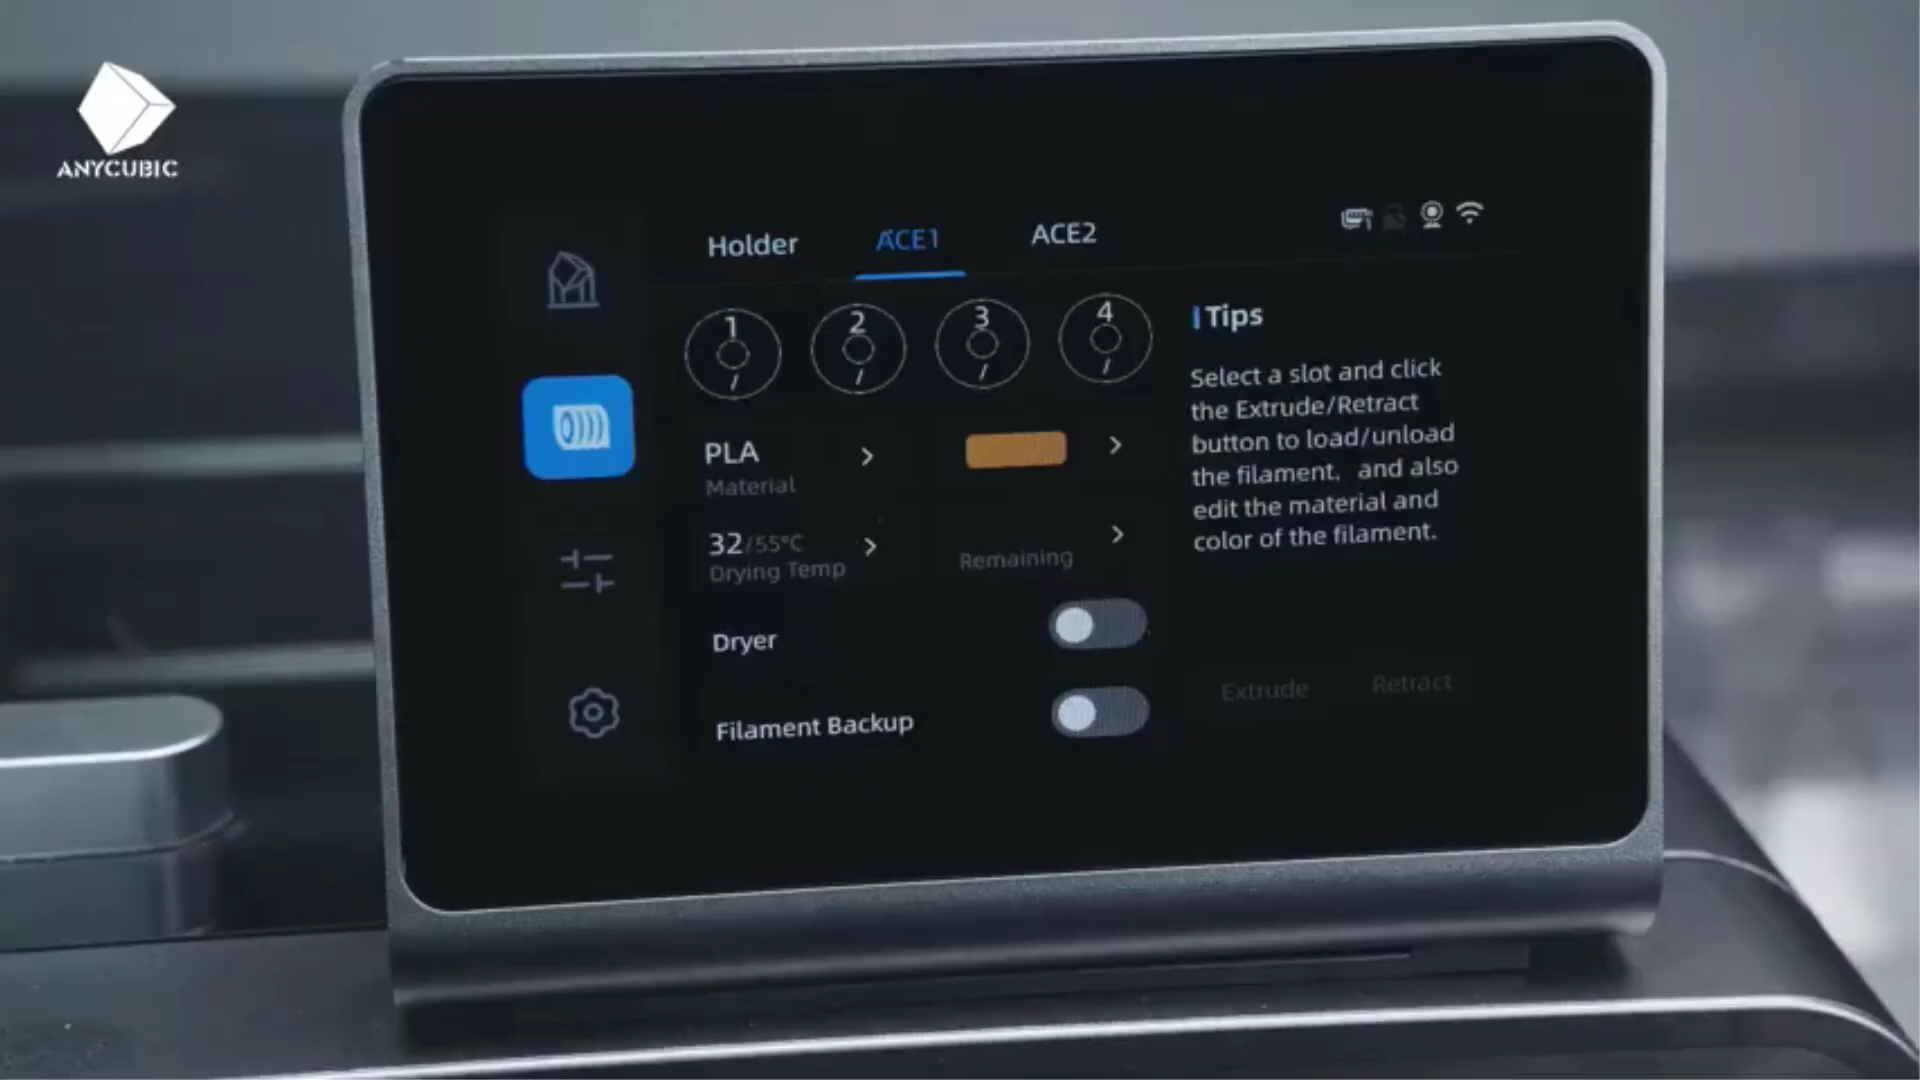 ANYCUBIC
Holder
ACE1
ACE2
1
2
3
4
/
/
/
/
PLA
Material
32/55°C
Drying Temp
Remaining
Dryer
Filament Backup
Tips
Select a slot and click
the Extrude/Retract
button to load/unload
the filament, and also
edit the material and
color of the filament.
Extrude
Retract